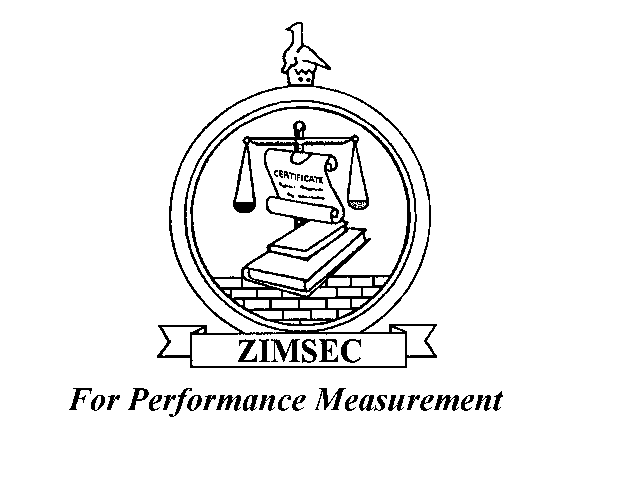 CERTIFICATE
ZIMSEC
For Performance Measurement